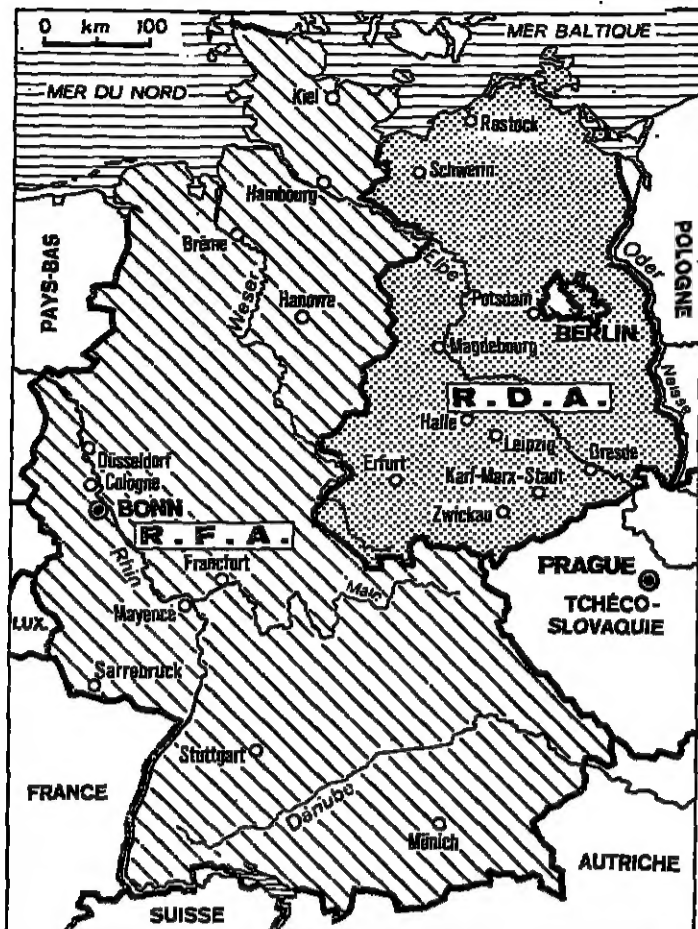 0 km 100
MER BALTIQUE
MER DU NORD
Kiel
Rostock
Schwerin
Hambourg
Brême
Elbe
Oder
PAYS-BAS
POLOGNE
Weser
Hanovre
Potsdam
BERLIN
Magdebourg
Neisse
R.D.A.
Halle
Leipzig
Dresde
Düsseldorf
Erfurt
Karl-Marx-Stadt
Cologne
BONN
Zwickau
R.F.A.
Rhin
Francfort
PRAGUE
Main
TCHÉCO-
SLOVAQUIE
Mayence
LUX.
Sarrebruck
Stuttgart
FRANCE
Danube
Münich
AUTRICHE
SUISSE